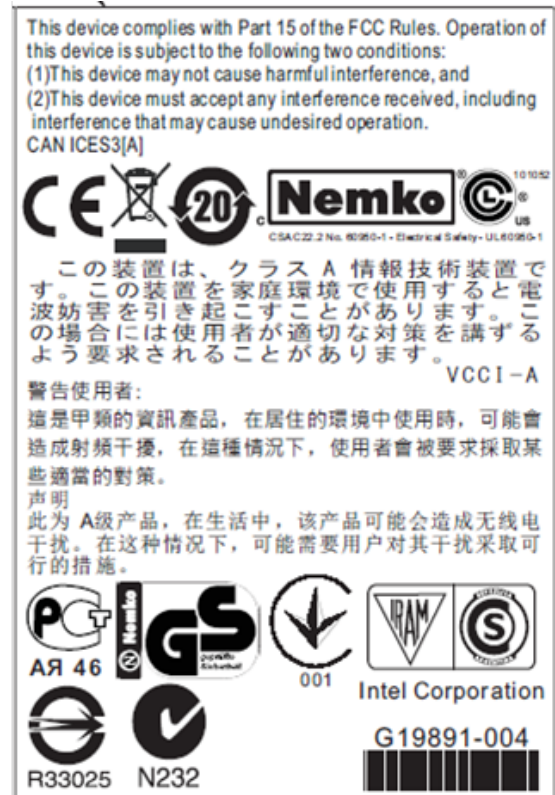 This device complies with Part 15 of the FCC Rules. Operation of
this device is subject to the following two conditions:
(1)This device may not cause harmful interference, and
(2)This device must accept any interference received, including
interference that may cause undesired operation.
CAN ICES3[A]
CE 20 c Nemko ® C L ® US 101052
CSAC22.2 No. 60950-1 - Electrical Safety - UL60950-1
この装置は、クラス A 情報技術装置で
す。この装置を家庭環境で使用すると電
波妨害を引き起こすことがあります。こ
の場合には使用者が適切な対策を講ずる
よう要求されることがあります。
VCCI-A
警告使用者:
這是甲類的資訊產品，在居住的環境中使用時，可能會
造成射頻干擾，在這種情況下，使用者會被要求採取某
些適當的對策。
声明
此为 A级产品，在生活中，该产品可能会造成无线电
干扰。在这种情况下，可能需要用户对其干扰采取可
行的措施。
РСТ Nemko GS geprüfte Sicherheit IRAM S
АЯ 46
001
Intel Corporation
G19891-004
R33025 N232